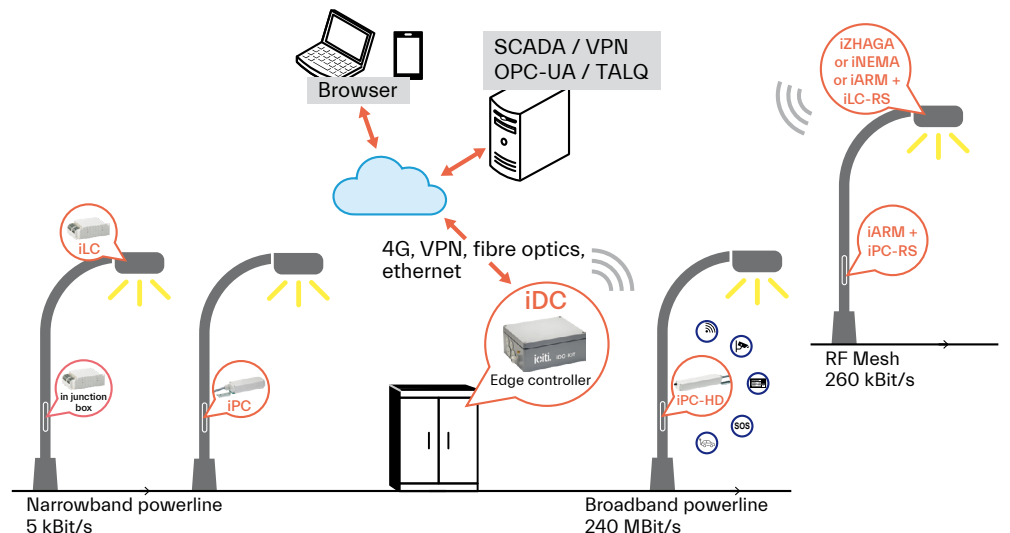 Browser
SCADA / VPN
OPC-UA / TALQ
iZHAGA
or iNEMA
or iARM +
iLC-RS
iLC
4G, VPN, fibre optics,
ethernet
iARM +
iPC-RS
iDC
iciti. IDC KIT
Edge controller
in junction
box
iPC
iPC-HD
SOS
RF Mesh
260 kBit/s
Narrowband powerline
5 kBit/s
Broadband powerline
240 MBit/s